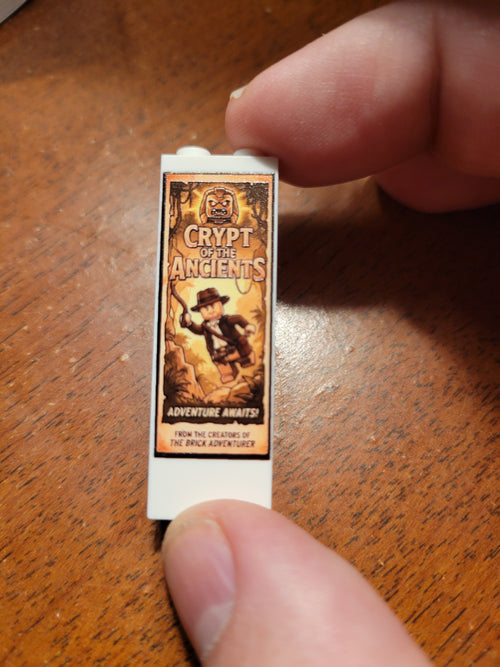 CRYPT
OF THE
ANCIENTS
ADVENTURE AWAITS!
FROM THE CREATORS OF
THE BRICK ADVENTURER